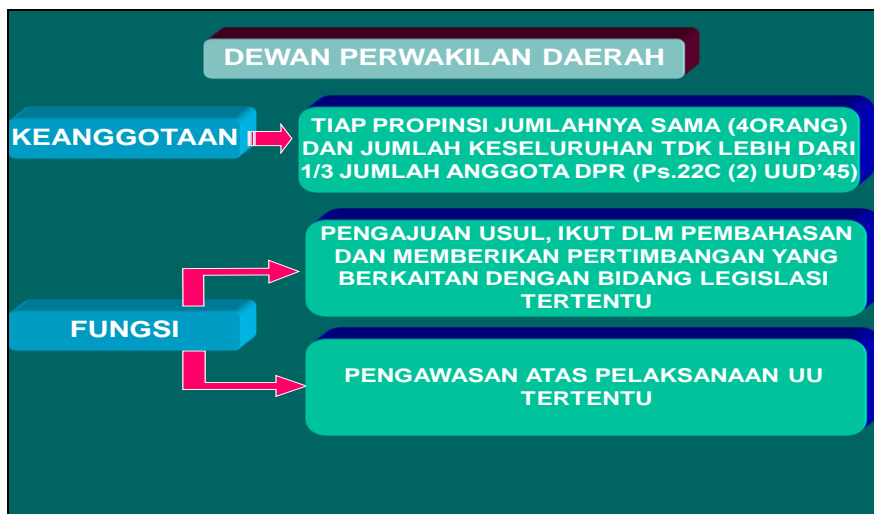 DEWAN PERWAKILAN DAERAH
KEANGGOTAAN
TIAP PROPINSI JUMLAHNYA SAMA (4ORANG)
DAN JUMLAH KESELURUHAN TDK LEBIH DARI
1/3 JUMLAH ANGGOTA DPR (Ps.22C (2) UUD’45)
FUNGSI
PENGAJUAN USUL, IKUT DLM PEMBAHASAN
DAN MEMBERIKAN PERTIMBANGAN YANG
BERKAITAN DENGAN BIDANG LEGISLASI
TERTENTU
PENGAWASAN ATAS PELAKSANAAN UU
TERTENTU